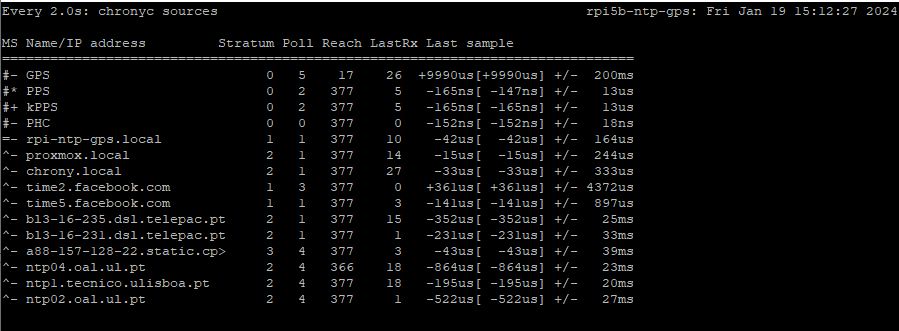 Every 2.0s: chronyc sources                                              rpi5b-ntp-gps: Fri Jan 19 15:12:27 2024
MS Name/IP address         Stratum Poll Reach LastRx Last sample
===============================================================================
#- GPS                           0   5    17    26  +9990us[+9990us] +/-  200ms
#* PPS                           0   2   377     5   -165ns[ -147ns] +/-   13us
#+ kPPS                          0   2   377     5   -165ns[ -165ns] +/-   13us
#- PHC                           0   0   377     0   -152ns[ -152ns] +/-   18ns
=- rpi-ntp-gps.local             1   1   377    10    -42us[  -42us] +/-  164us
^- proxmox.local                 2   1   377    14    -15us[  -15us] +/-  244us
^- chrony.local                  2   1   377    27    -33us[  -33us] +/-  333us
^- time2.facebook.com            1   3   377     0   +361us[ +361us] +/- 4372us
^- time5.facebook.com            1   1   377     3   -141us[ -141us] +/-  897us
^- bl3-16-235.dsl.telepac.pt     2   1   377    15   -352us[ -352us] +/-   25ms
^- bl3-16-231.dsl.telepac.pt     2   1   377     1   -231us[ -231us] +/-   33ms
^- a88-157-128-22.static.cp>     3   4   377     3    -43us[  -43us] +/-   39ms
^- ntp04.oal.ul.pt               2   4   366    18   -864us[ -864us] +/-   23ms
^- ntp1.tecnico.ulisboa.pt       2   4   377    18   -195us[ -195us] +/-   20ms
^- ntp02.oal.ul.pt               2   4   377     1   -522us[ -522us] +/-   27ms